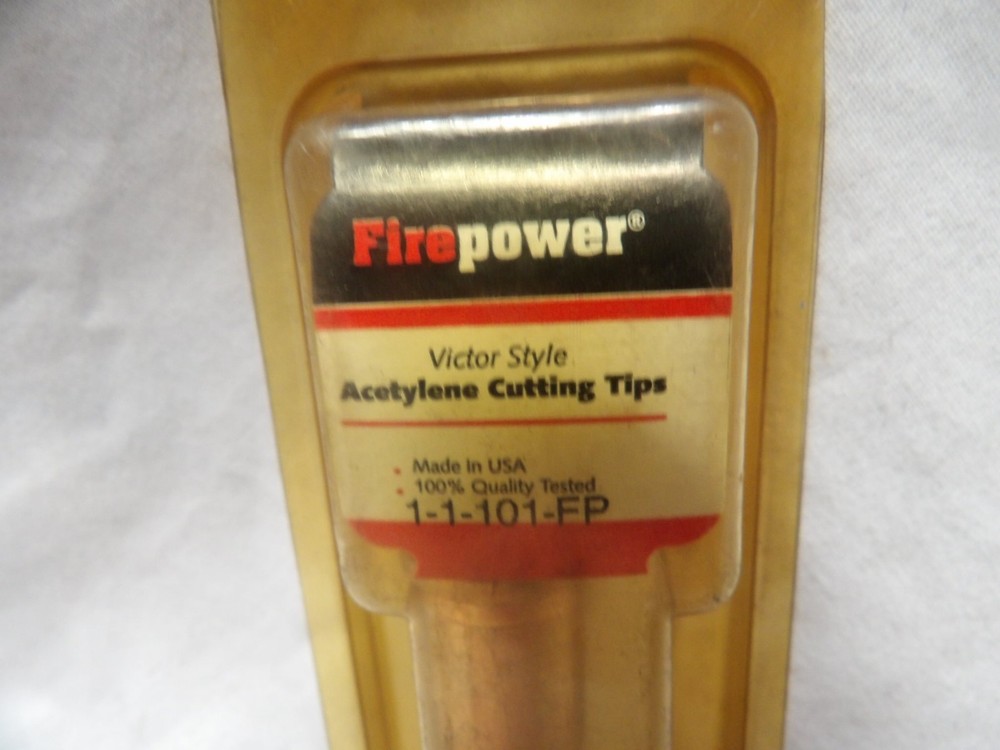 Firepower®
Victor Style
Acetylene Cutting Tips
• Made in USA
• 100% Quality Tested
1-1-101-FP